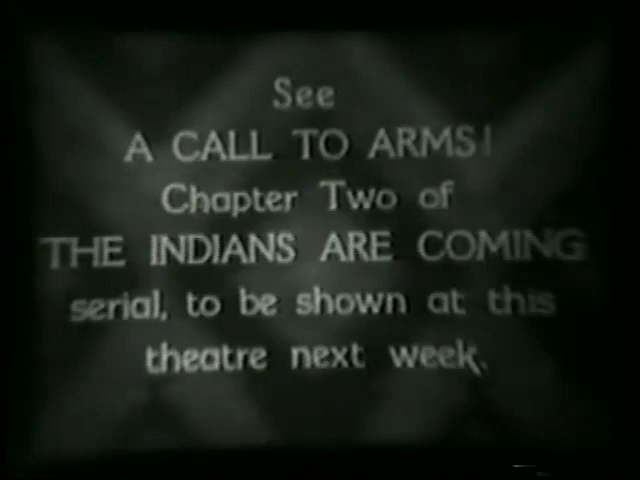 See
A CALL TO ARMS!
Chapter Two of
THE INDIANS ARE COMING
serial, to be shown at this
theatre next week.